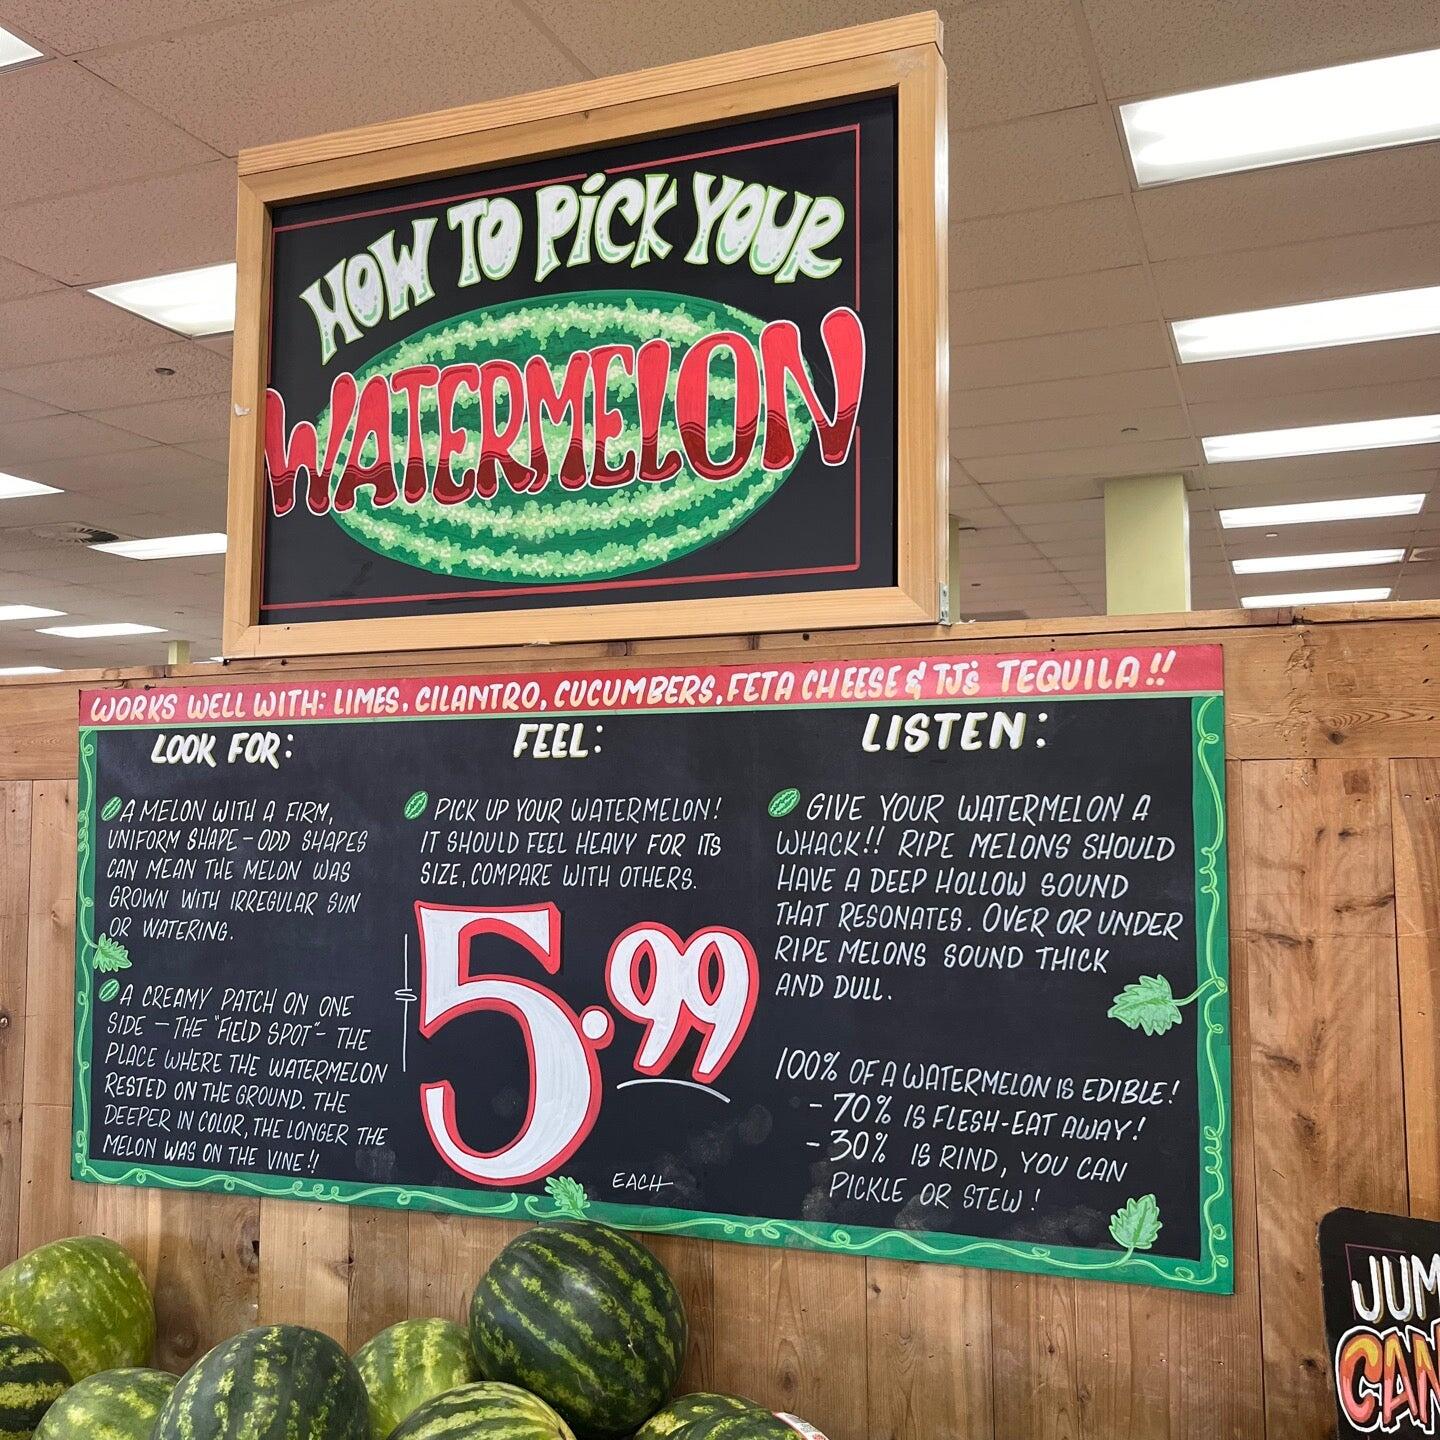 HOW TO PiCK YOUR
WATERMELON
WORKS WELL WITH: LIMES, CILANTRO, CUCUMBERS, FETA CHEESE & TJ's TEQUILA!!
LOOK FOR:
A MELON WITH A FIRM,
UNIFORM SHAPE - ODD SHAPES
CAN MEAN THE MELON WAS
GROWN WITH IRREGULAR SUN
OR WATERING.
A CREAMY PATCH ON ONE
SIDE - THE "FIELD SPOT" - THE
PLACE WHERE THE WATERMELON
RESTED ON THE GROUND. THE
DEEPER IN COLOR, THE LONGER THE
MELON WAS ON THE VINE!!
FEEL:
PICK UP YOUR WATERMELON!
IT SHOULD FEEL HEAVY FOR ITS
SIZE, COMPARE WITH OTHERS.
5.99
EACH
LISTEN:
GIVE YOUR WATERMELON A
WHACK!! RIPE MELONS SHOULD
HAVE A DEEP HOLLOW SOUND
THAT RESONATES. OVER OR UNDER
RIPE MELONS SOUND THICK
AND DULL.
100% OF A WATERMELON IS EDIBLE!
- 70% IS FLESH-EAT AWAY!
- 30% IS RIND, YOU CAN
PICKLE OR STEW!
JUM
CAN